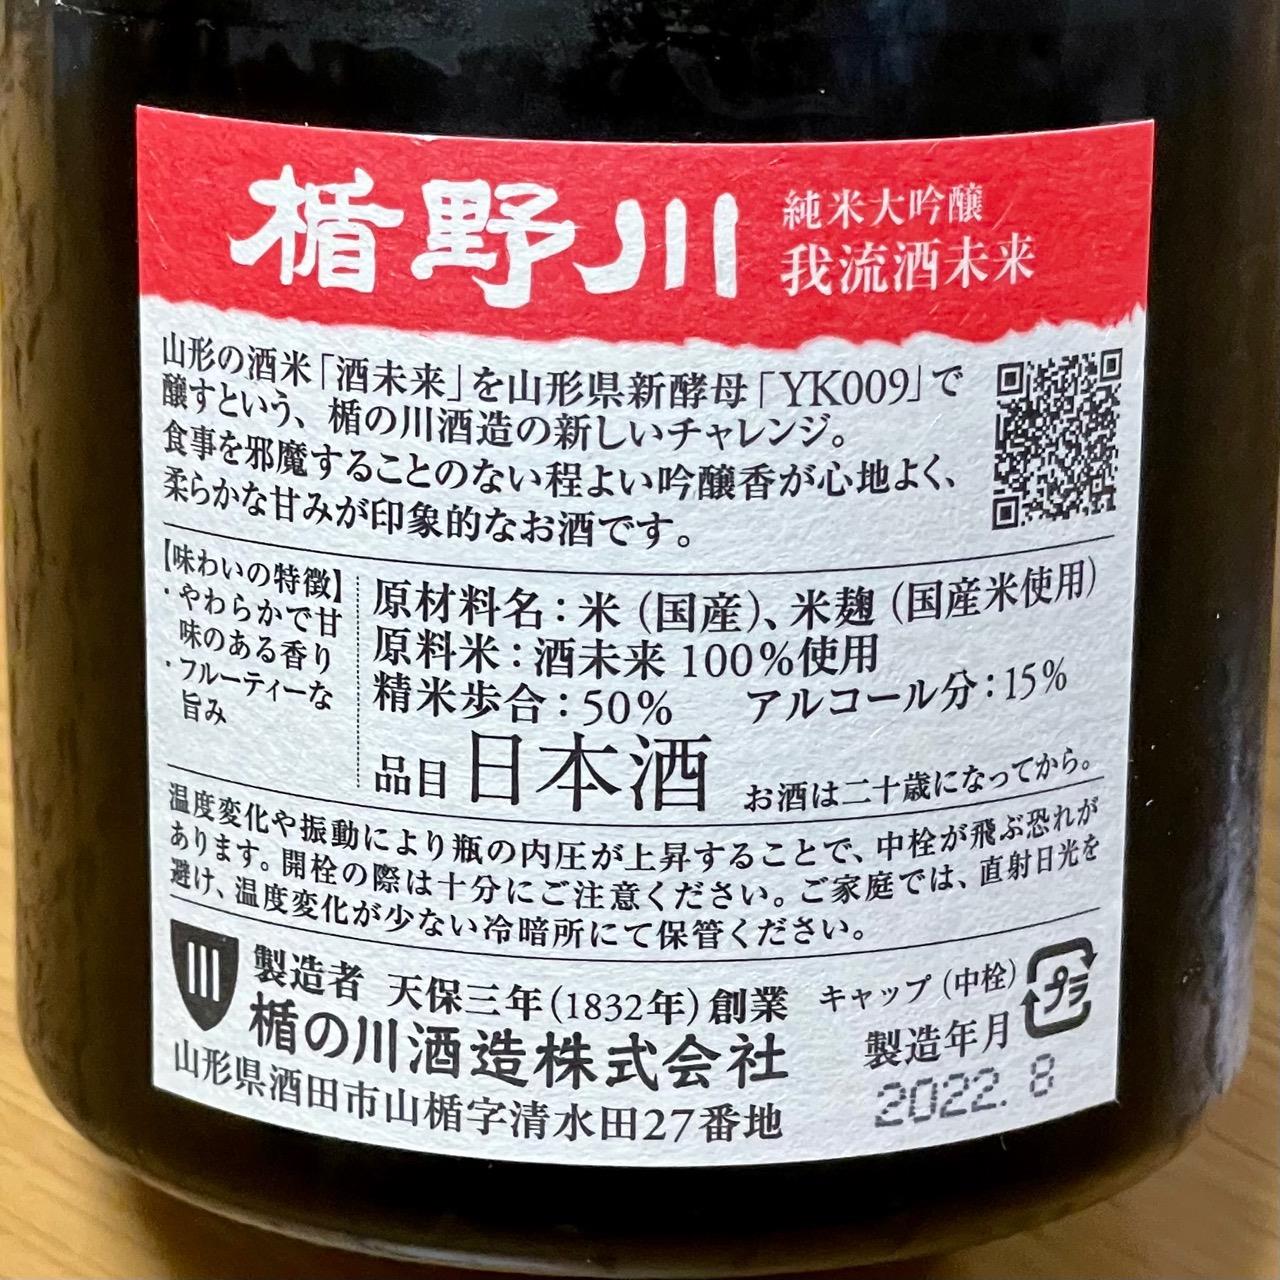 楯野川
純米大吟醸
我流酒未来
山形の酒米「酒未来」を山形県新酵母「YK009」で
醸すという、楯の川酒造の新しいチャレンジ。
食事を邪魔することのない程よい吟醸香が心地よく、
柔らかな甘みが印象的なお酒です。
【味わいの特徴】
・やわらかで甘
味のある香り
・フルーティーな
旨み
原材料名：米（国産）、米麹（国産米使用）
原料米：酒未来 100％使用
精米歩合：50％ アルコール分：15％
品目 日本酒 お酒は二十歳になってから。
温度変化や振動により瓶の内圧が上昇することで、中栓が飛ぶ恐れが
あります。開栓の際は十分にご注意ください。ご家庭では、直射日光を
避け、温度変化が少ない冷暗所にて保管ください。
製造者 天保三年（1832年）創業
楯の川酒造株式会社
山形県酒田市山楯字清水田27番地
キャップ（中栓）
プラ
製造年月
2022. 8